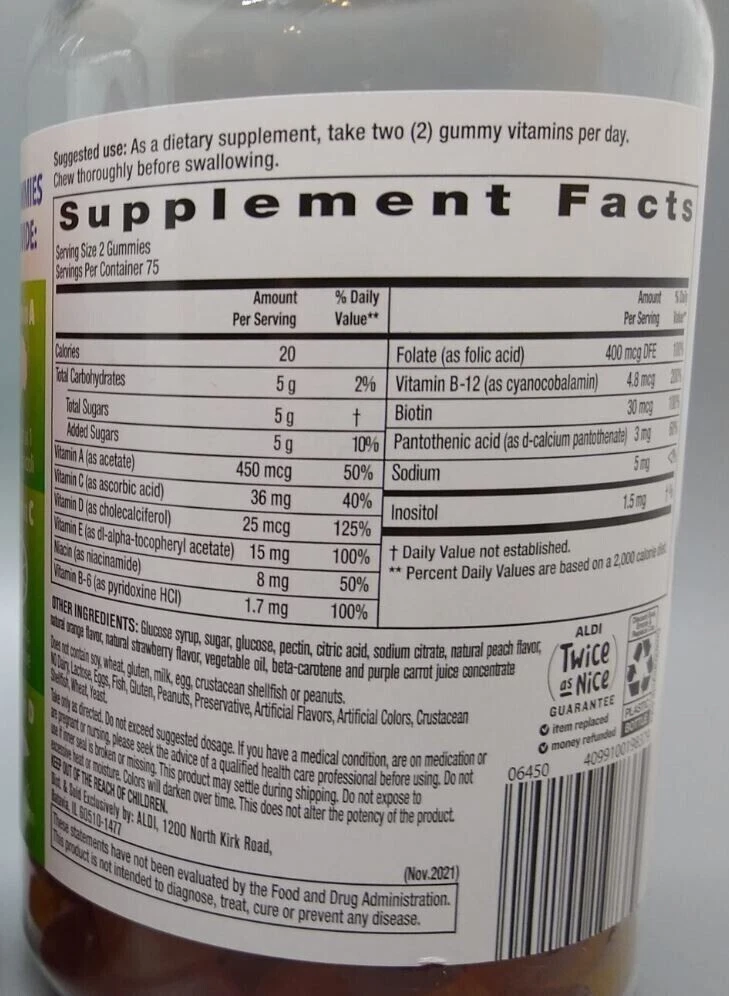 Suggested use: As a dietary supplement, take two (2) gummy vitamins per day.
Chew thoroughly before swallowing.
Supplement Facts
Serving Size 2 Gummies
Servings Per Container 75
Amount Per Serving % Daily Value**
Calories 20
Total Carbohydrates 5 g 2%
Total Sugars 5 g †
Added Sugars 5 g 10%
Vitamin A (as acetate) 450 mcg 50%
Vitamin C (as ascorbic acid) 36 mg 40%
Vitamin D (as cholecalciferol) 25 mcg 125%
Vitamin E (as dl-alpha-tocopheryl acetate) 15 mg 100%
Niacin (as niacinamide) 8 mg 50%
Vitamin B-6 (as pyridoxine HCl) 1.7 mg 100%
Amount Per Serving
Folate (as folic acid) 400 mcg DFE 100%
Vitamin B-12 (as cyanocobalamin) 4.8 mcg 200%
Biotin 30 mcg 100%
Pantothenic acid (as d-calcium pantothenate) 3 mg 60%
Sodium 5 mg
Inositol 1.5 mg †
† Daily Value not established.
** Percent Daily Values are based on a 2,000 calorie diet
OTHER INGREDIENTS: Glucose syrup, sugar, glucose, pectin, citric acid, sodium citrate, natural peach flavor,
natural orange flavor, natural strawberry flavor, vegetable oil, beta-carotene and purple carrot juice concentrate
Does not contain soy, wheat, gluten, milk, egg, crustacean shellfish or peanuts.
NO Dairy, Lactose, Eggs, Fish, Gluten, Peanuts, Preservative, Artificial Flavors, Artificial Colors, Crustacean
Shellfish, Wheat, Yeast.
Take only as directed. Do not exceed suggested dosage. If you have a medical condition, are on medication or
are pregnant or nursing, please seek the advice of a qualified health care professional before using. Do not
use if inner seal is broken or missing. This product may settle during shipping. Do not expose to
excessive heat or moisture. Colors will darken over time. This does not alter the potency of the product.
KEEP OUT OF THE REACH OF CHILDREN.
Dist. & Sold Exclusively by: ALDI, 1200 North Kirk Road,
Batavia, IL 60510-1477
(Nov.2021)
These statements have not been evaluated by the Food and Drug Administration.
This product is not intended to diagnose, treat, cure or prevent any disease.
ALDI
Twice
as Nice
GUARANTEE
item replaced
money refunded
PLASTIC
BOTTLE
06450